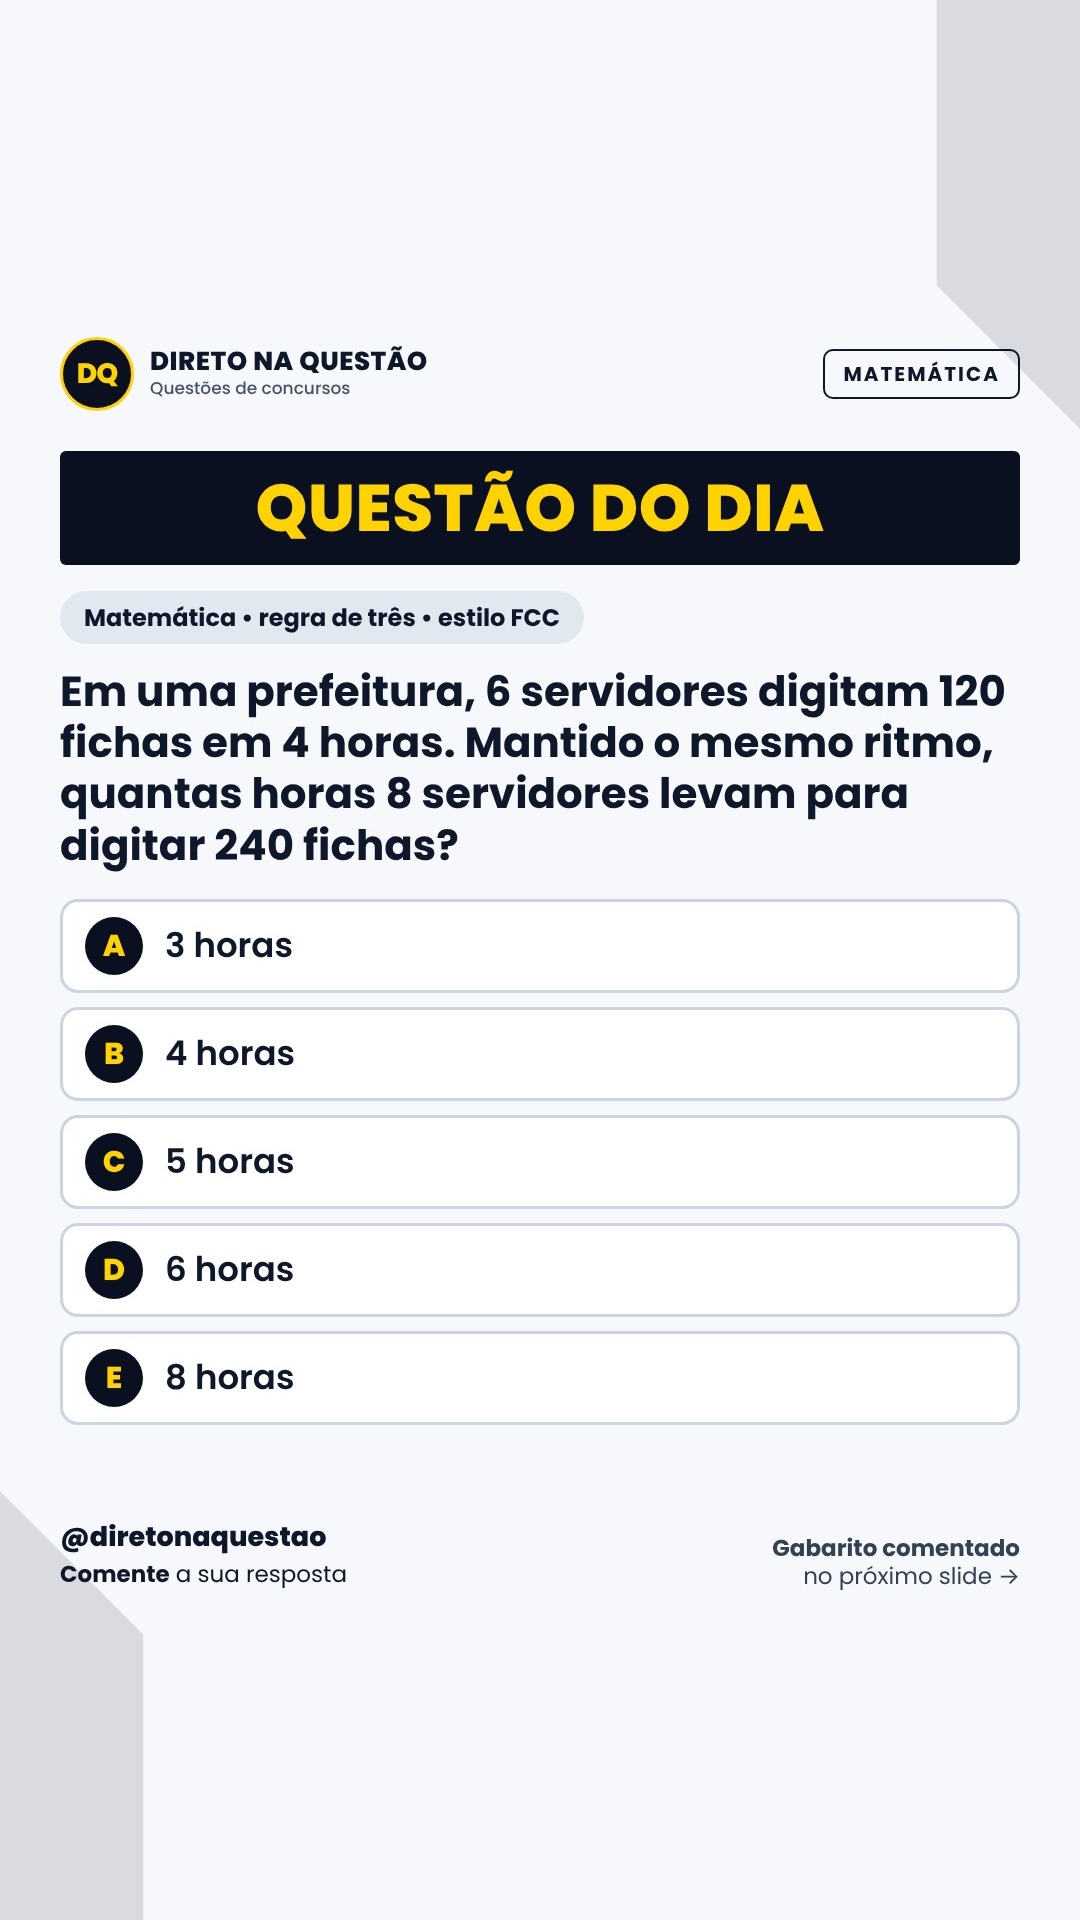 DQ
DIRETO NA QUESTÃO
Questões de concursos
MATEMÁTICA
QUESTÃO DO DIA
Matemática • regra de três • estilo FCC
Em uma prefeitura, 6 servidores digitam 120
fichas em 4 horas. Mantido o mesmo ritmo,
quantas horas 8 servidores levam para
digitar 240 fichas?
A 3 horas
B 4 horas
C 5 horas
D 6 horas
E 8 horas
@diretonaquestao
Comente a sua resposta
Gabarito comentado
no próximo slide →